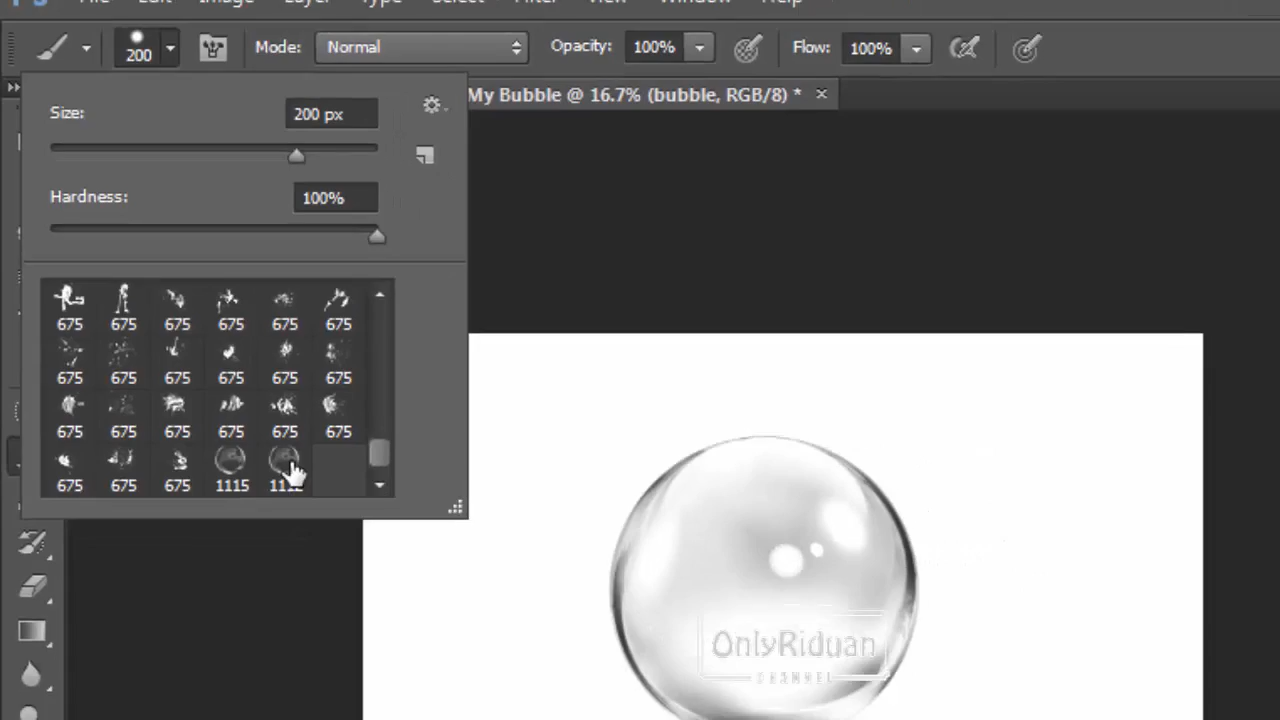 Ps File Edit Image Layer Type Select Filter View Window Help
200 Mode: Normal Opacity: 100% Flow: 100%
My Bubble @ 16.7% (bubble, RGB/8) * ×
Size: 200 px
Hardness: 100%
675 675 675 675 675 675
675 675 675 675 675 675
675 675 675 675 675 675
675 675 675 1115
OnlyRiduan
CHANNEL